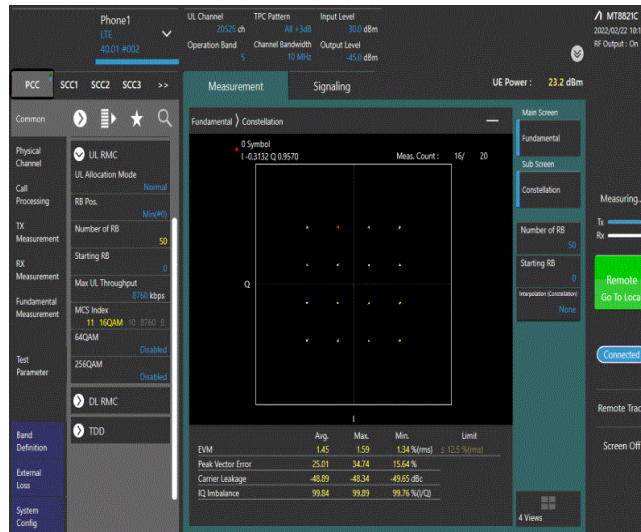 Phone1
LTE
40.01 #002
UL Channel
20525 ch
TPC Pattern
All +3dB
Input Level
30.0 dBm
Operation Band
5
Channel Bandwidth
10 MHz
Output Level
-45.0 dBm
MT8821C
2022/02/22 10:1
RF Output : On
PCC SCC1 SCC2 SCC3 >>
Measurement
Signaling
UE Power : 23.2 dBm
Common
Physical
Channel
Call
Processing
TX
Measurement
RX
Measurement
Fundamental
Measurement
Test
Parameter
Band
Definition
External
Loss
System
Config
UL RMC
UL Allocation Mode
Normal
RB Pos.
Min(#0)
Number of RB
50
Starting RB
0
Max UL Throughput
8760 kbps
MCS Index
11 16QAM 10 8760 6
64QAM
Disabled
256QAM
Disabled
DL RMC
TDD
Fundamental Constellation
0 Symbol
I -0.3132 Q 0.9570
Meas. Count : 16/ 20
Q
I
Avg. Max. Min. Limit
EVM 1.45 1.59 1.34 %(rms) ≤ 12.5 %(rms)
Peak Vector Error 25.01 34.74 15.64 %
Carrier Leakage -48.89 -48.34 -49.65 dBc
IQ Imbalance 99.84 99.89 99.76 %(I/Q)
Main Screen
Fundamental
Sub Screen
Constellation
Number of RB
50
Starting RB
0
Interpolation (Constellation)
None
4 Views
Measuring..
Tx
Rx
Remote
Go To Loca
Connected
Remote Trac
Screen Off